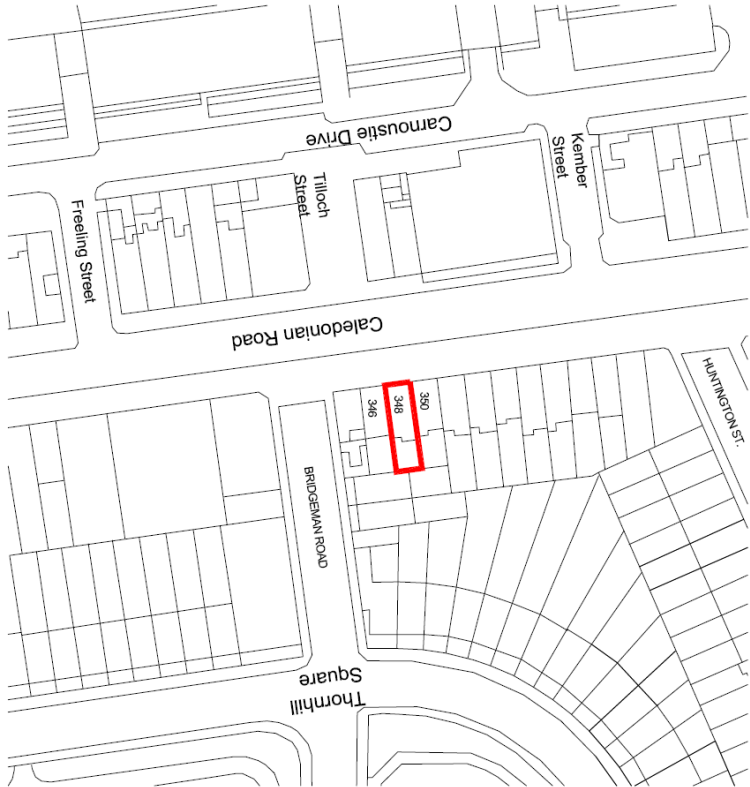 Carnoustie Drive
Kember
Street
Tilloch
Street
Freeling Street
Caledonian Road
HUNTINGTON ST.
346
348
350
BRIDGEMAN ROAD
Thornhill
Square